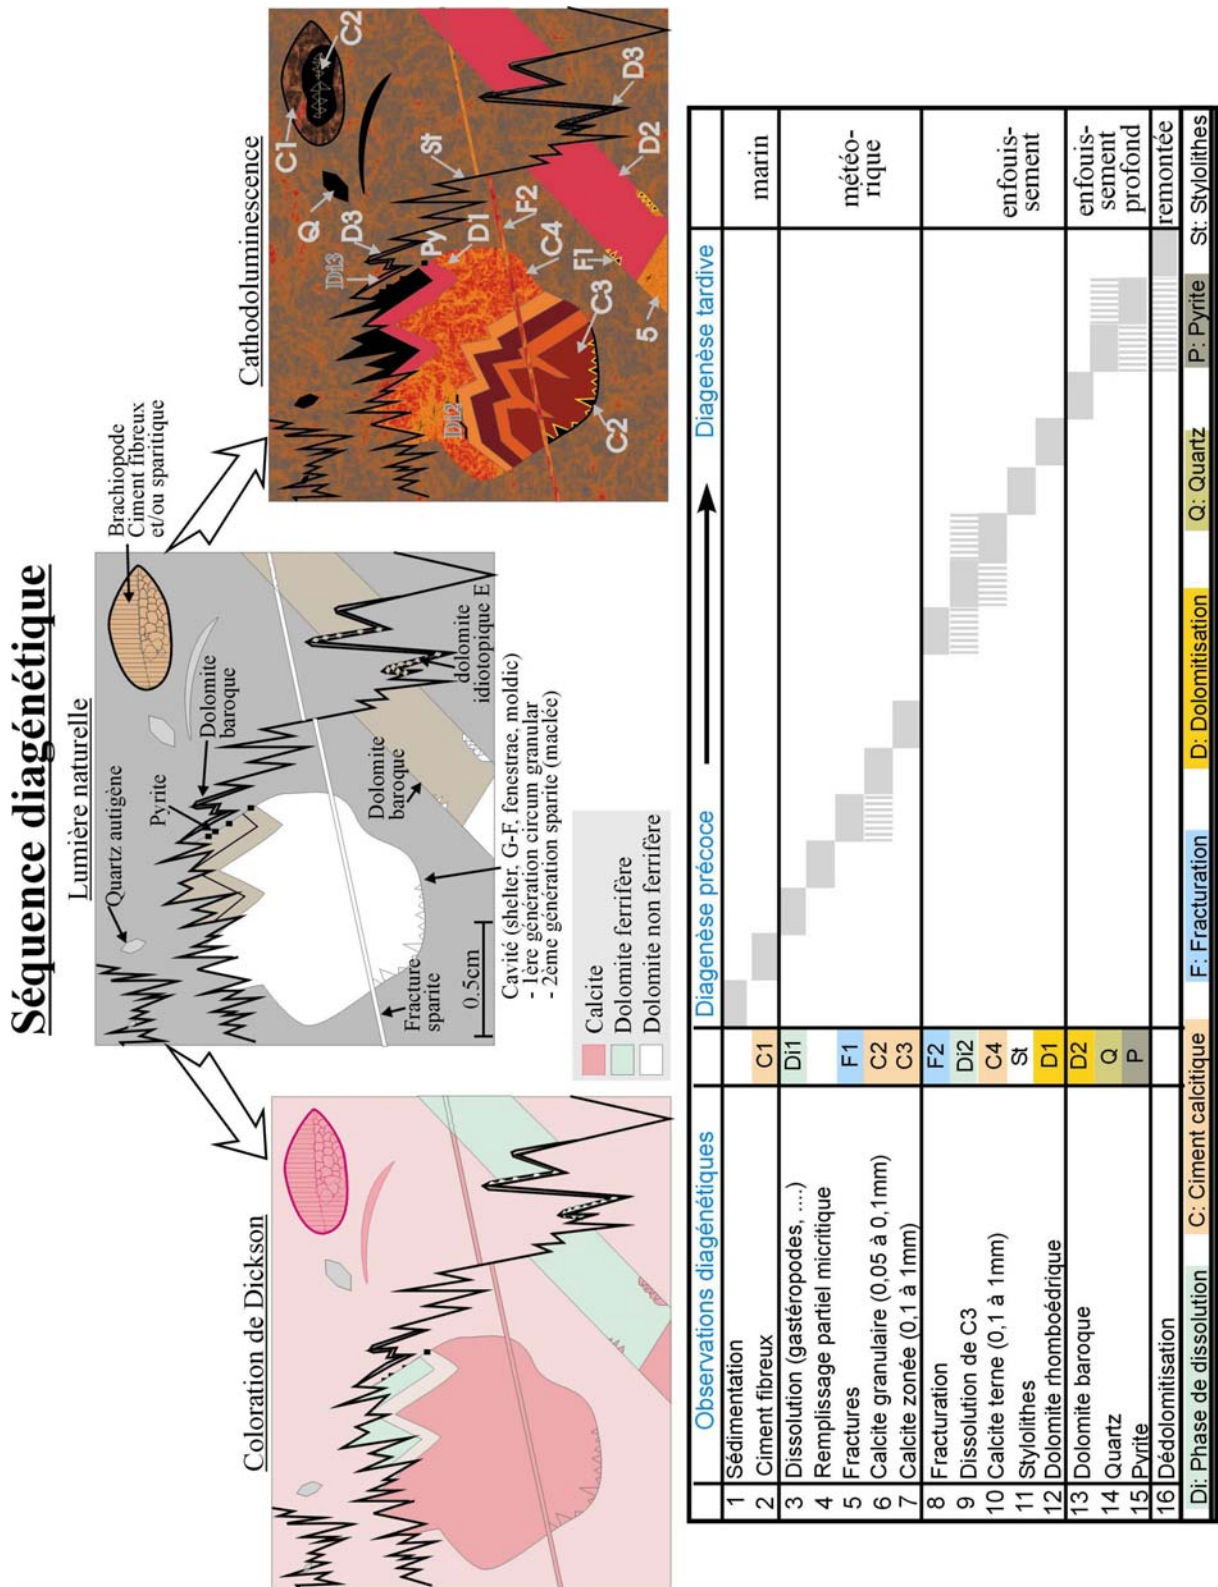 Séquence diagénétique
Coloration de Dickson
Lumière naturelle
Cathodoluminescence
Quartz autigène
Pyrite
Dolomite
baroque
Brachiopode
Ciment fibreux
et/ou sparitique
Fracture
sparite
0.5cm
Dolomite
baroque
dolomite
idiotopique E
Cavité (shelter, G-F, fenestrae, moldic)
- 1ère génération circum granular
- 2ème génération sparite (maclée)
Calcite
Dolomite ferrifère
Dolomite non ferrifère
C1
C2
Q
D3
Di3
Py
St
D1
F2
C4
Di2
C3
C2
F1
5
D2
D3
Observations diagénétiques
Diagenèse précoce
Diagenèse tardive
1 Sédimentation
2 Ciment fibreux C1
marin
3 Dissolution (gastéropodes, ....) Di1
4 Remplissage partiel micritique
5 Fractures F1
6 Calcite granulaire (0,05 à 0,1mm) C2
7 Calcite zonée (0,1 à 1mm) C3
météo-
rique
8 Fracturation F2
9 Dissolution de C3 Di2
10 Calcite terne (0,1 à 1mm) C4
11 Stylolithes St
12 Dolomite rhomboédrique D1
enfouis-
sement
13 Dolomite baroque D2
14 Quartz Q
15 Pyrite P
enfouis-
sement
profond
16 Dédolomitisation
remontée
Di: Phase de dissolution C: Ciment calcitique F: Fracturation D: Dolomitisation Q: Quartz P: Pyrite St: Stylolithes